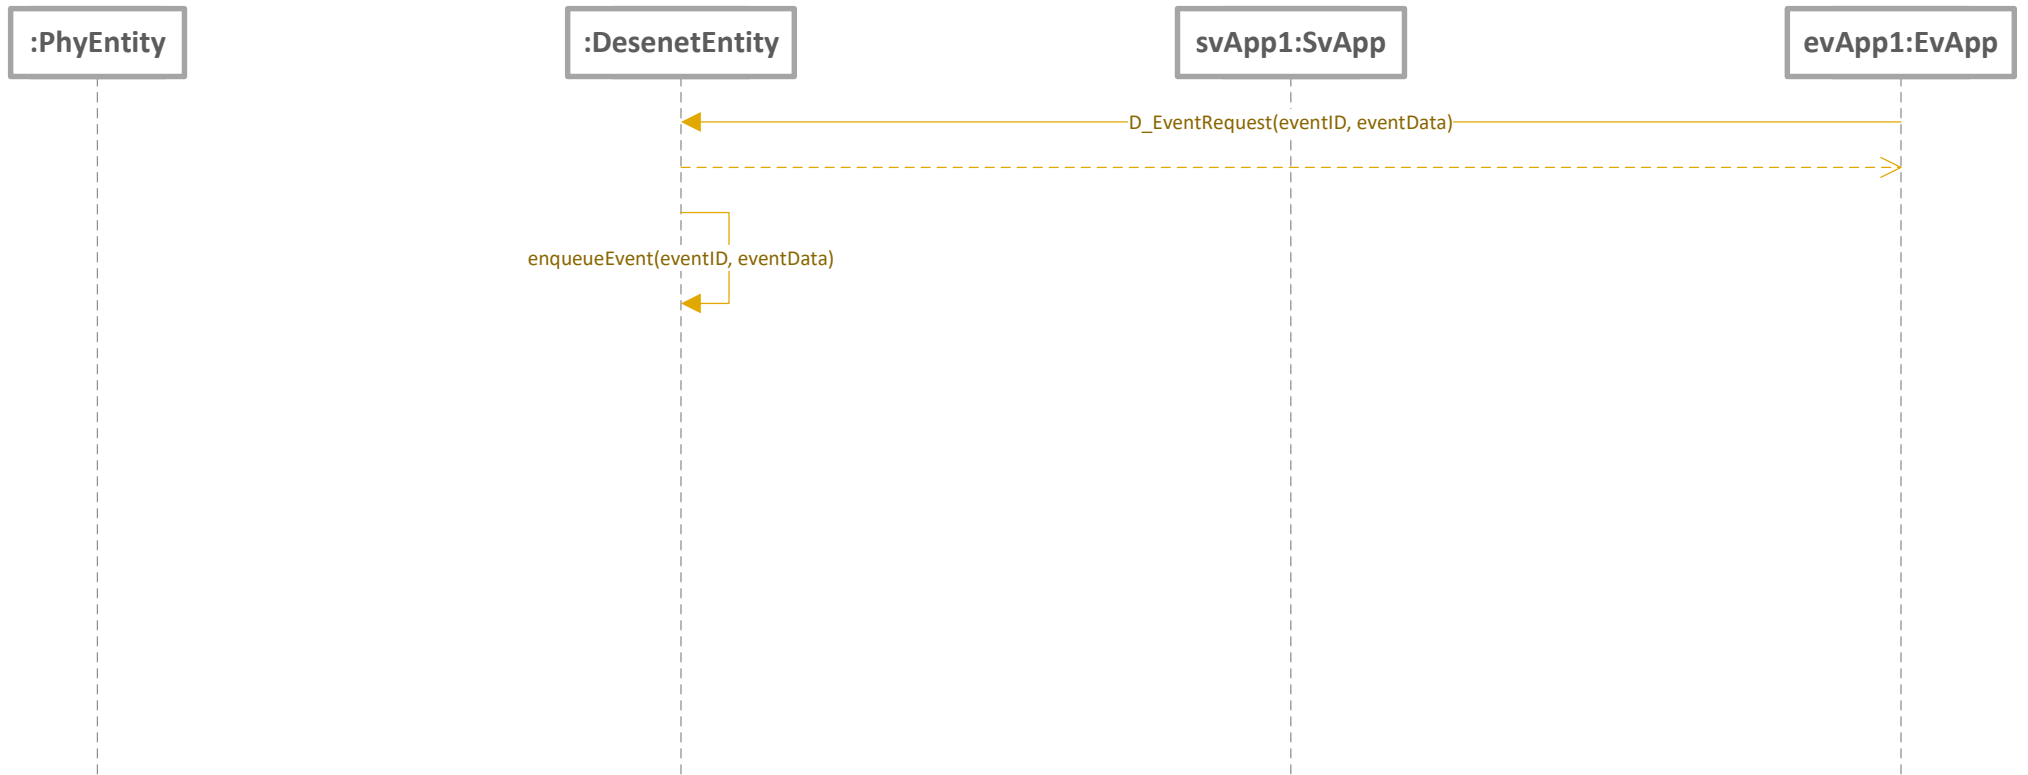 :PhyEntity
:DesenetEntity
svApp1:SvApp
evApp1:EvApp
D_EventRequest(eventID, eventData)
enqueueEvent(eventID, eventData)